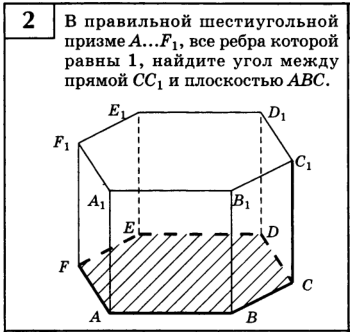 2
В правильной шестиугольной
призме A...F₁, все ребра которой
равны 1, найдите угол между
прямой CC₁ и плоскостью ABC.
E₁ D₁
F₁
C₁
A₁ B₁
E D
F
C
A B